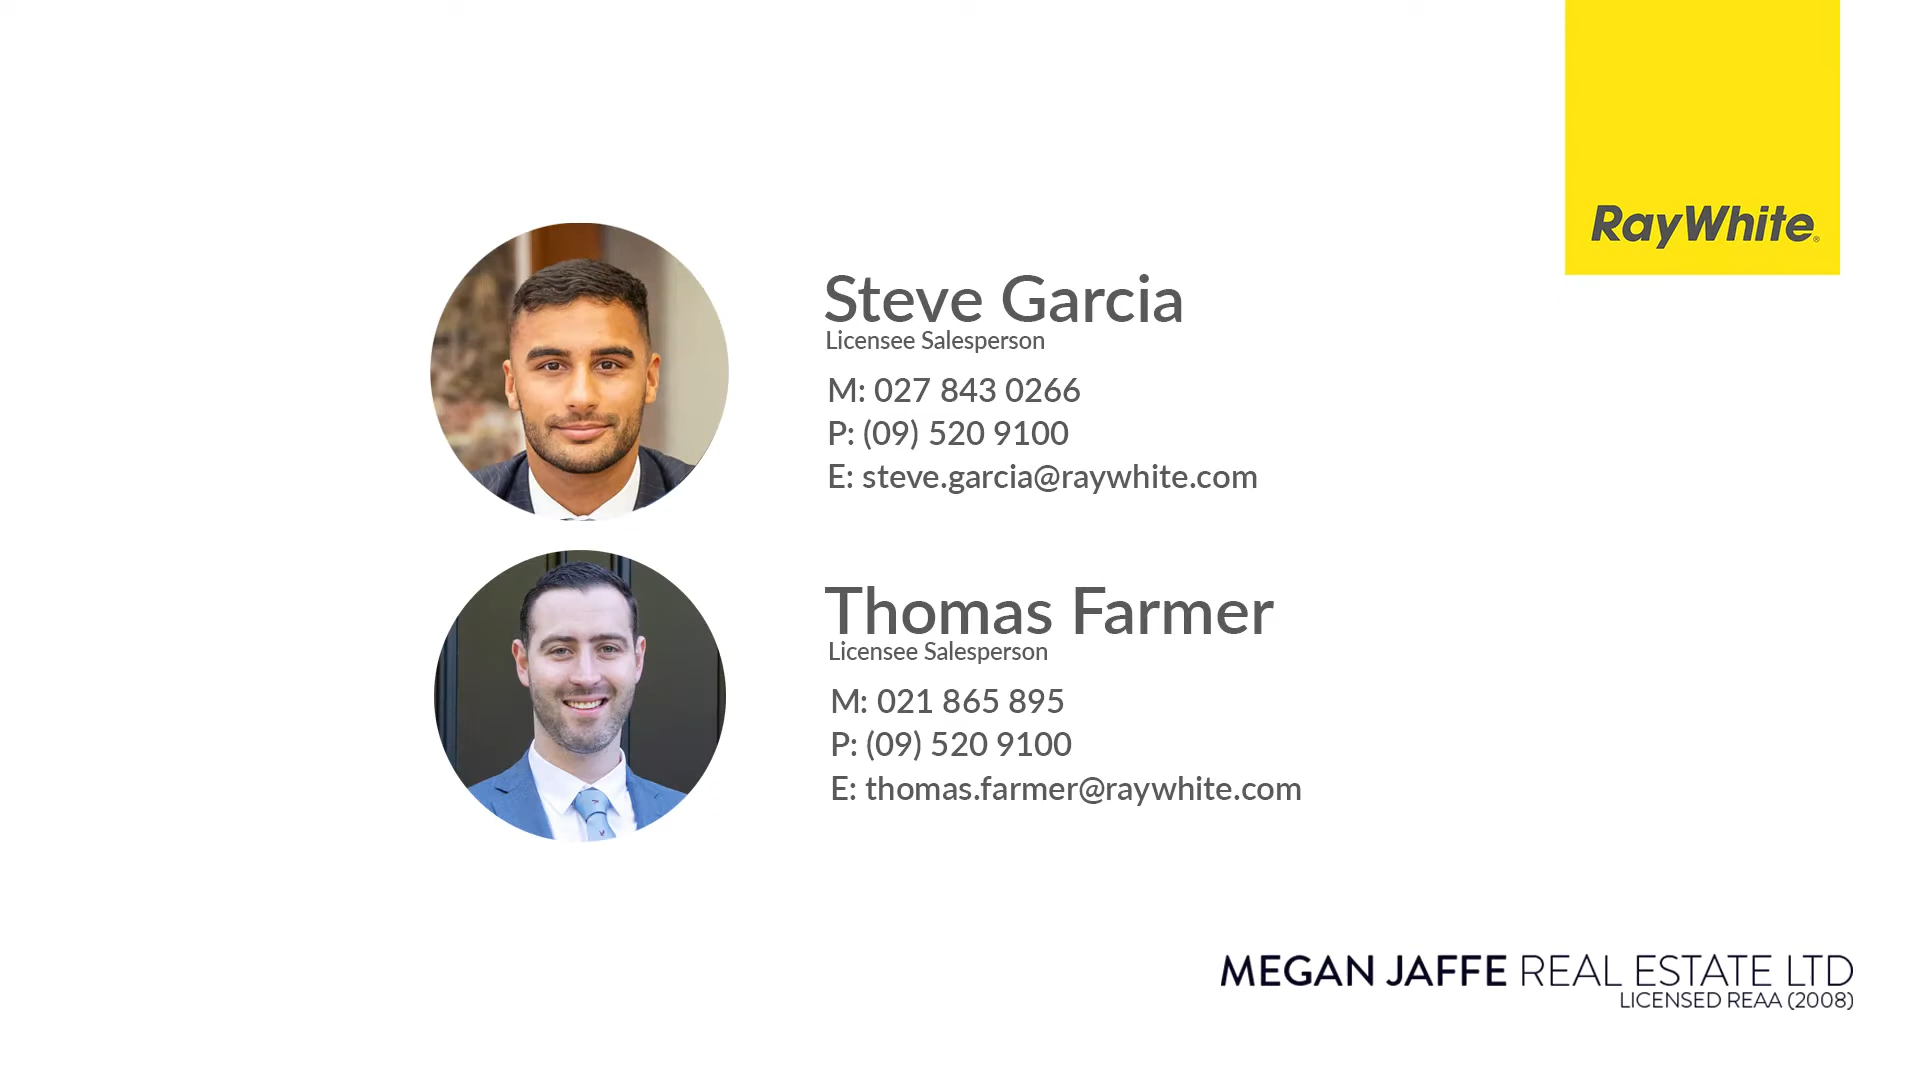 RayWhite®
Steve Garcia
Licensee Salesperson
M: 027 843 0266
P: (09) 520 9100
E: steve.garcia@raywhite.com
Thomas Farmer
Licensee Salesperson
M: 021 865 895
P: (09) 520 9100
E: thomas.farmer@raywhite.com
MEGAN JAFFE REAL ESTATE LTD
LICENSED REAA (2008)